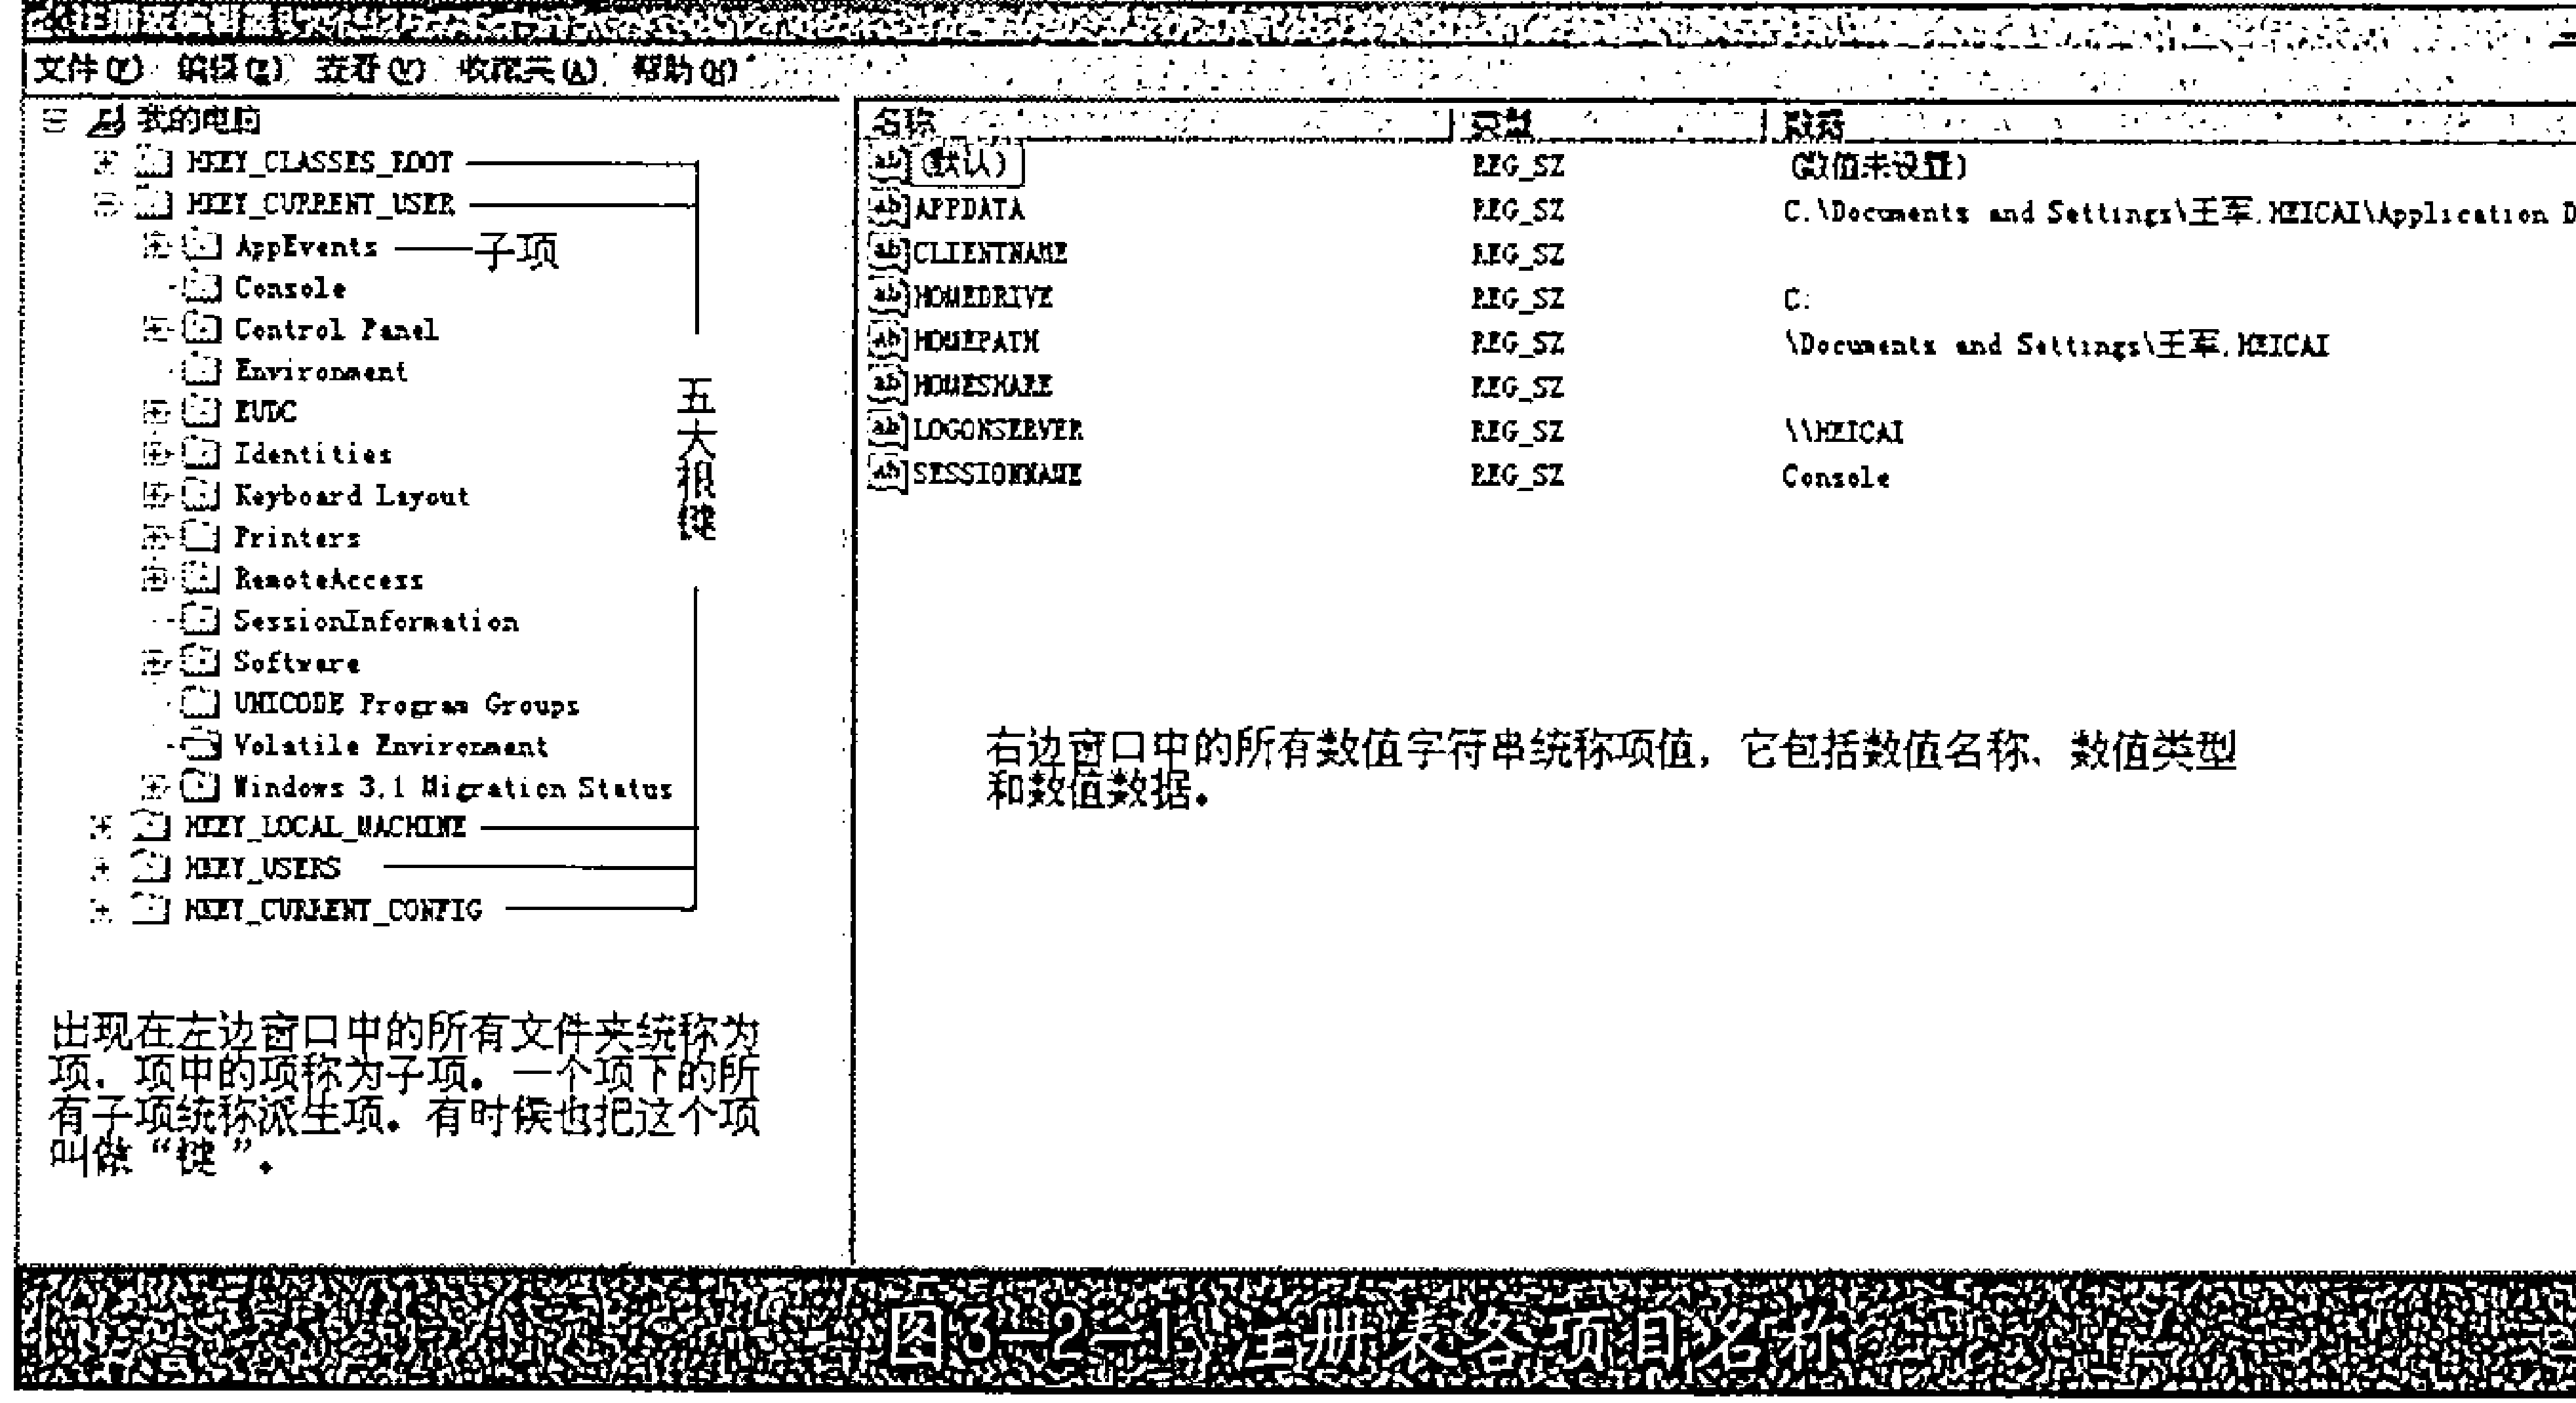 注册表编辑器
文件(F) 编辑(E) 查看(V) 收藏夹(A) 帮助(H)
我的电脑
HKEY_CLASSES_ROOT
HKEY_CURRENT_USER
AppEvents
子项
Console
Control Panel
Environment
EUDC
Identities
Keyboard Layout
Printers
RemoteAccess
SessionInformation
Software
UNICODE Program Groups
Volatile Environment
Windows 3.1 Migration Status
HKEY_LOCAL_MACHINE
HKEY_USERS
HKEY_CURRENT_CONFIG
五大根键
出现在左边窗口中的所有文件夹统称为
项．项中的项称为子项。一个项下的所
有子项统称派生项。有时候也把这个项
叫做“键”。
名称 类型 数据
(默认) REG_SZ (数值未设置)
APPDATA REG_SZ C:\Documents and Settings\王军.MEICAI\Application D
CLIENTNAME REG_SZ
HOMEDRIVE REG_SZ C:
HOMEPATH REG_SZ \Documents and Settings\王军.MEICAI
HOMESHARE REG_SZ
LOGONSERVER REG_SZ \\MEICAI
SESSIONNAME REG_SZ Console
右边窗口中的所有数值字符串统称项值，它包括数值名称、数值类型
和数值数据。
图3-2-1 注册表各项目名称